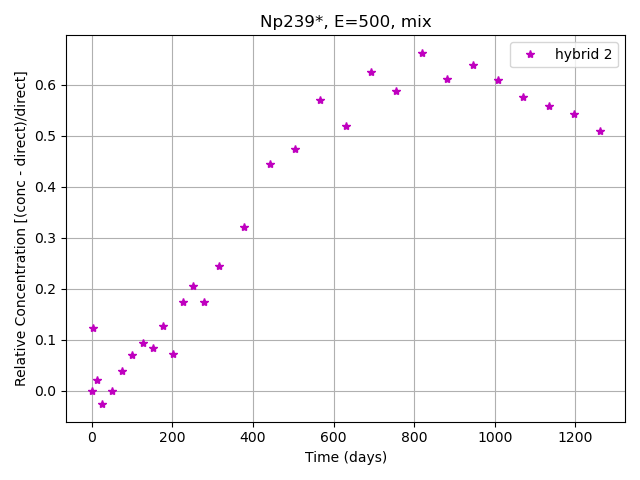 Np239*, E=500, mix
hybrid 2
Relative Concentration [(conc - direct)/direct]
0.6
0.5
0.4
0.3
0.2
0.1
0.0
0 200 400 600 800 1000 1200
Time (days)